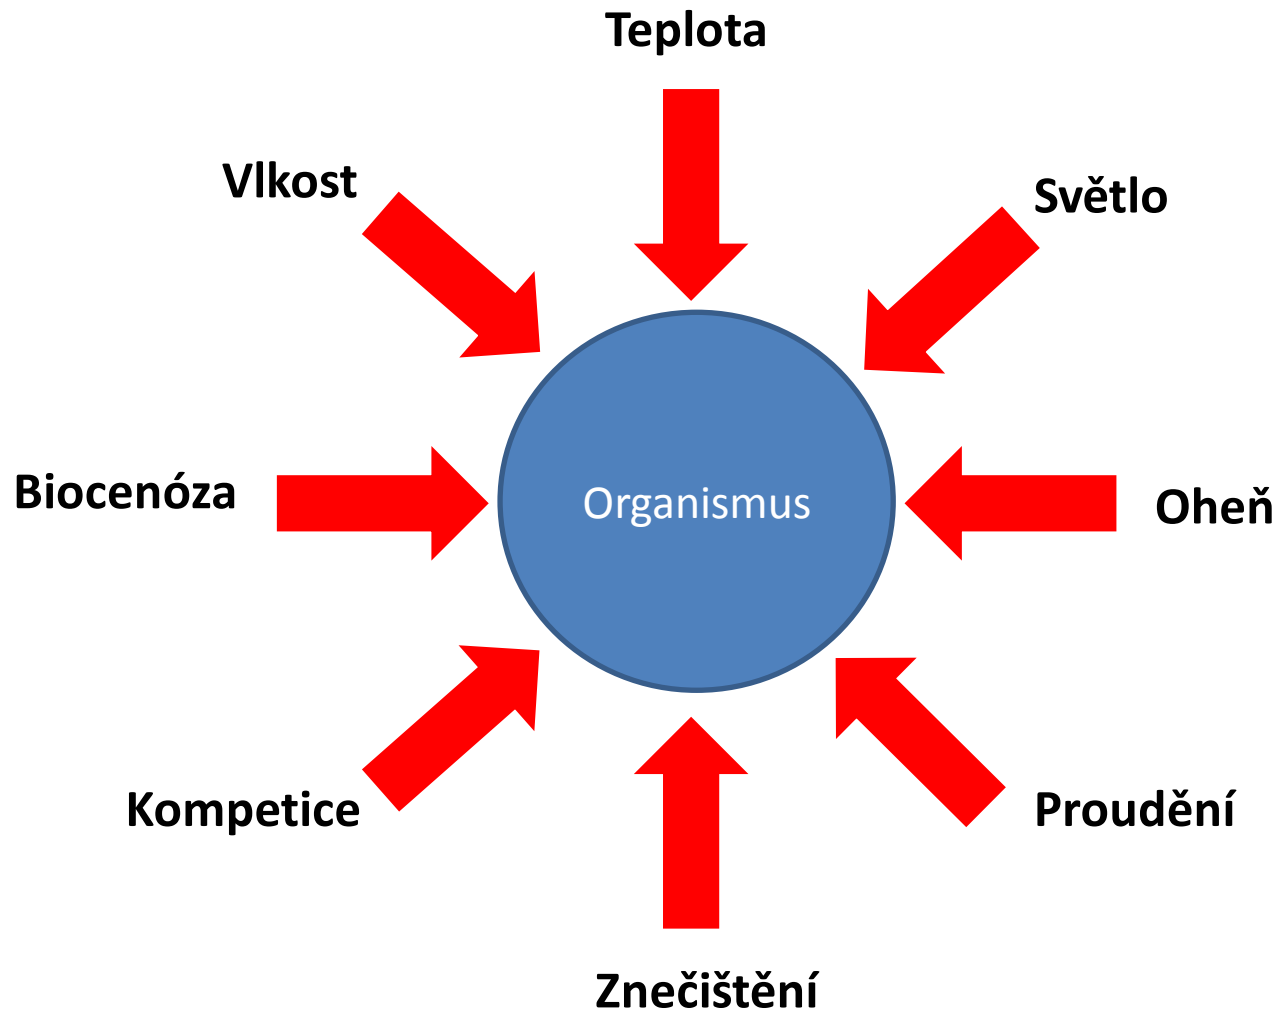 Teplota
Vlkost
Světlo
Biocenóza
Organismus
Oheň
Kompetice
Proudění
Znečištění